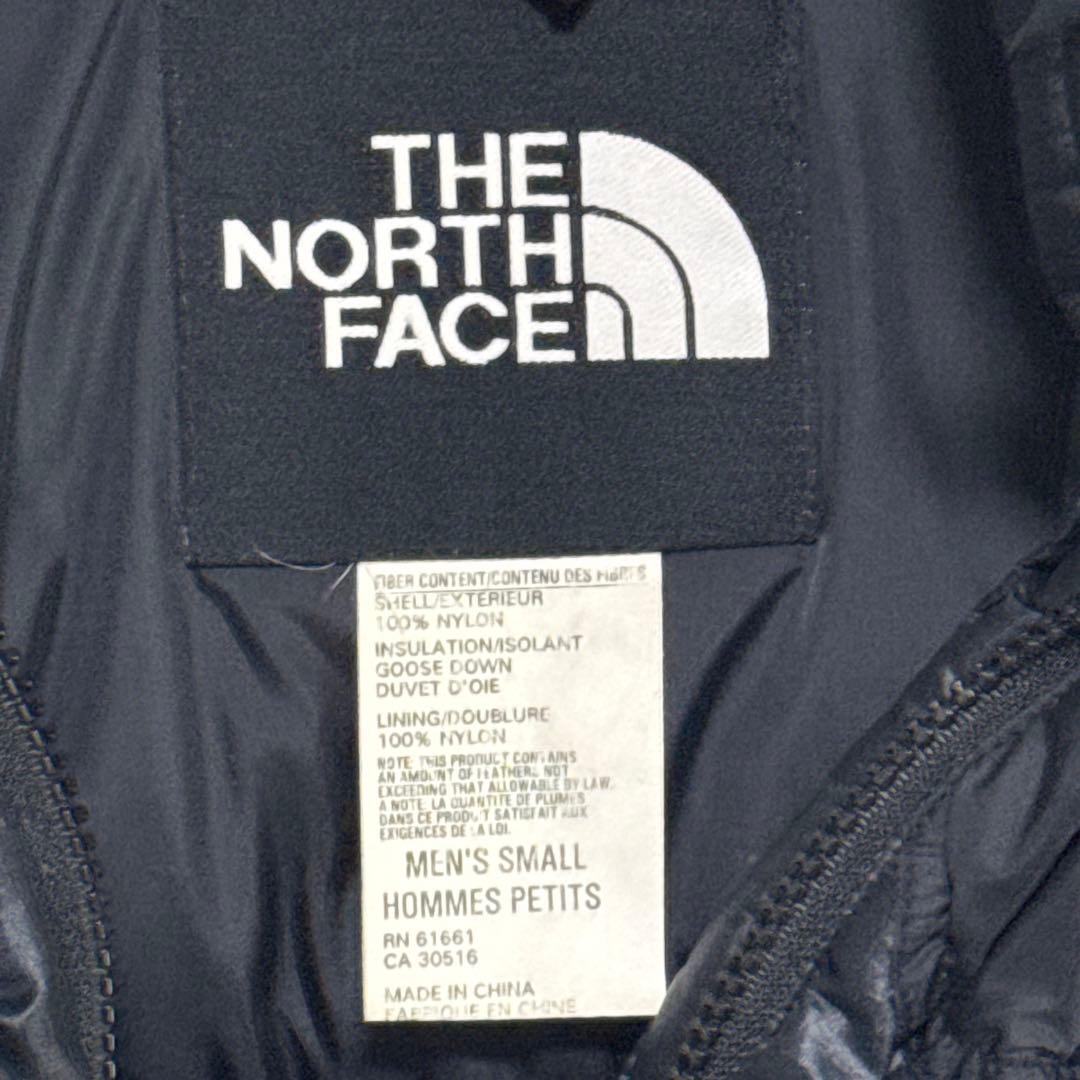 THE
NORTH
FACE
FIBER CONTENT/CONTENU DES FIBRES
SHELL/EXTERIEUR
100% NYLON
INSULATION/ISOLANT
GOOSE DOWN
DUVET D'OIE
LINING/DOUBLURE
100% NYLON
NOTE: THIS PRODUCT CONTAINS
AN AMOUNT OF FEATHERS NOT
EXCEEDING THAT ALLOWABLE BY LAW.
A NOTE: LA QUANTITE DE PLUMES
DANS CE PRODUIT SATISFAIT AUX
EXIGENCES DE LA LOI.
MEN'S SMALL
HOMMES PETITS
RN 61661
CA 30516
MADE IN CHINA
FABRIQUE EN CHINE